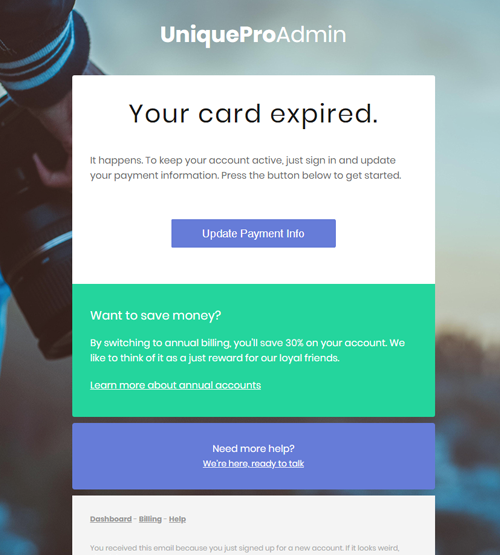 UniqueProAdmin
Your card expired.
It happens. To keep your account active, just sign in and update
your payment information. Press the button below to get started.
Update Payment Info
Want to save money?
By switching to annual billing, you'll save 30% on your account. We
like to think of it as a just reward for our loyal friends.
Learn more about annual accounts
Need more help?
We're here, ready to talk
Dashboard - Billing - Help
You received this email because you just signed up for a new account. If it looks weird,